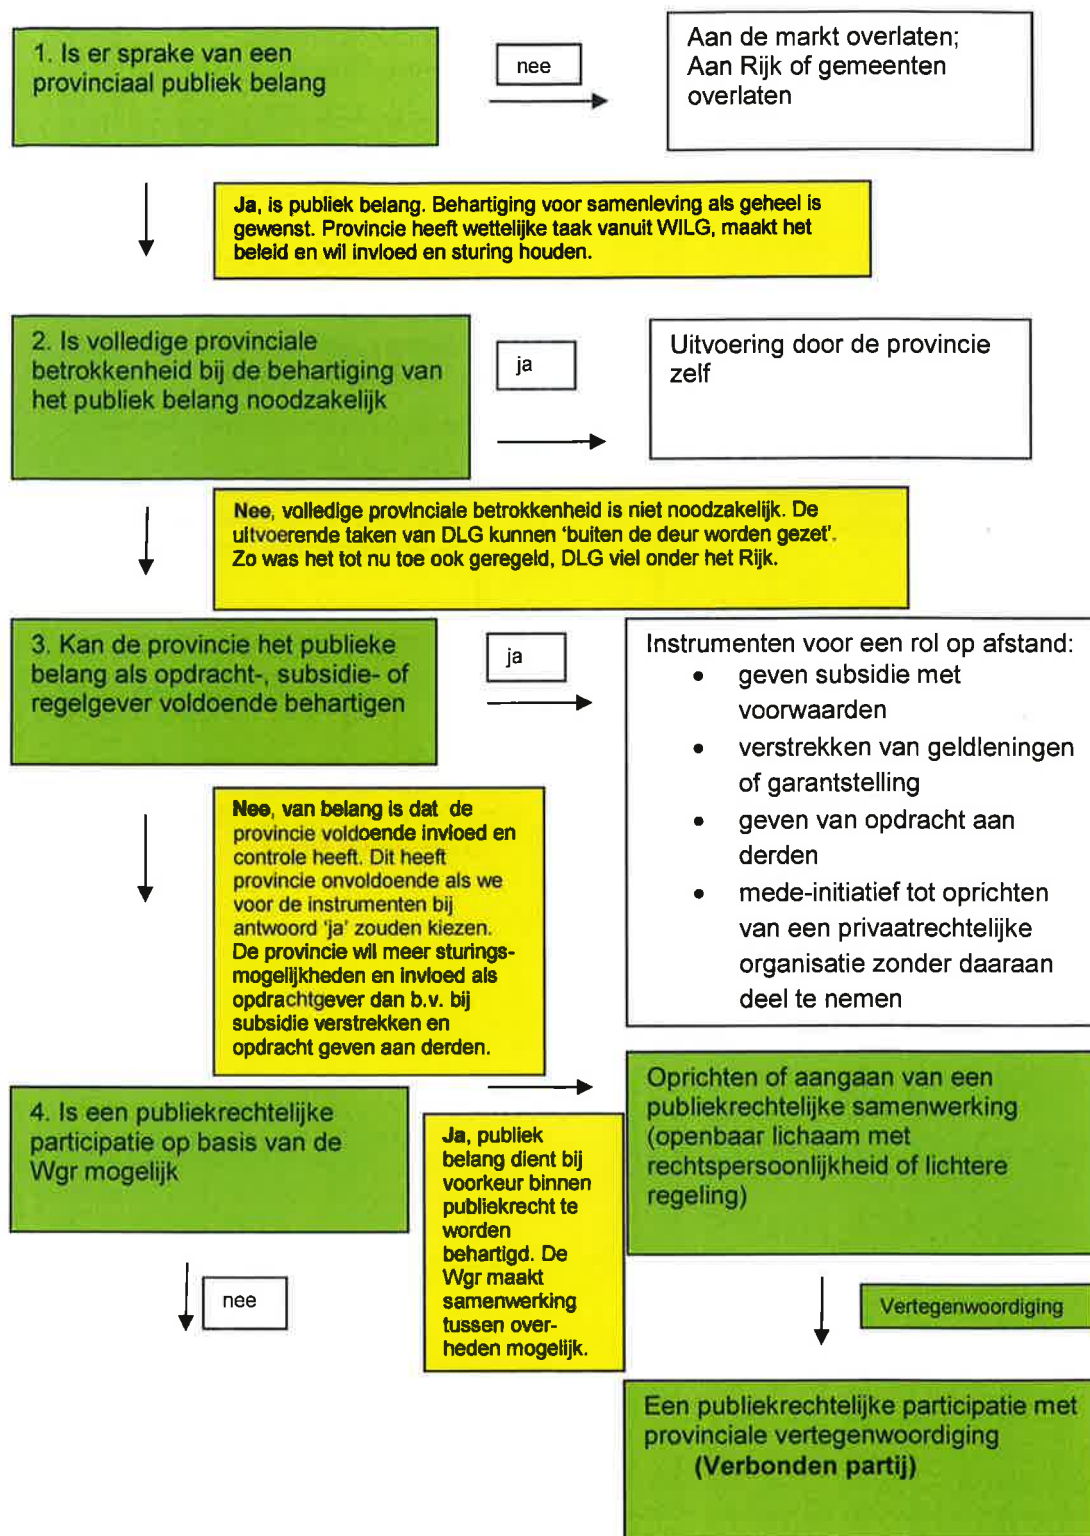 1. Is er sprake van een
provinciaal publiek belang
nee
Aan de markt overlaten;
Aan Rijk of gemeenten
overlaten
Ja, is publiek belang. Behartiging voor samenleving als geheel is
gewenst. Provincie heeft wettelijke taak vanuit WILG, maakt het
beleid en wil invloed en sturing houden.
2. Is volledige provinciale
betrokkenheid bij de behartiging van
het publiek belang noodzakelijk
ja
Uitvoering door de provincie
zelf
Nee, volledige provinciale betrokkenheid is niet noodzakelijk. De
uitvoerende taken van DLG kunnen ‘buiten de deur worden gezet’.
Zo was het tot nu toe ook geregeld, DLG viel onder het Rijk.
3. Kan de provincie het publieke
belang als opdracht-, subsidie- of
regelgever voldoende behartigen
ja
Instrumenten voor een rol op afstand:
• geven subsidie met
voorwaarden
• verstrekken van geldleningen
of garantstelling
• geven van opdracht aan
derden
• mede-initiatief tot oprichten
van een privaatrechtelijke
organisatie zonder daaraan
deel te nemen
Nee, van belang is dat de
provincie voldoende invloed en
controle heeft. Dit heeft
provincie onvoldoende als we
voor de instrumenten bij
antwoord ‘ja’ zouden kiezen.
De provincie wil meer sturings-
mogelijkheden en invloed als
opdrachtgever dan b.v. bij
subsidie verstrekken en
opdracht geven aan derden.
4. Is een publiekrechtelijke
participatie op basis van de
Wgr mogelijk
Ja, publiek
belang dient bij
voorkeur binnen
publiekrecht te
worden
behartigd. De
Wgr maakt
samenwerking
tussen over-
heden mogelijk.
Oprichten of aangaan van een
publiekrechtelijke samenwerking
(openbaar lichaam met
rechtspersoonlijkheid of lichtere
regeling)
nee
Vertegenwoordiging
Een publiekrechtelijke participatie met
provinciale vertegenwoordiging
(Verbonden partij)